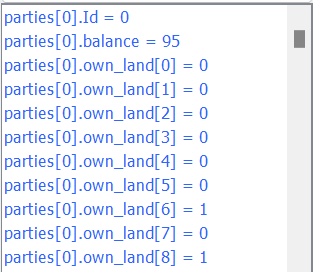 parties[0].Id = 0
parties[0].balance = 95
parties[0].own_land[0] = 0
parties[0].own_land[1] = 0
parties[0].own_land[2] = 0
parties[0].own_land[3] = 0
parties[0].own_land[4] = 0
parties[0].own_land[5] = 0
parties[0].own_land[6] = 1
parties[0].own_land[7] = 0
parties[0].own_land[8] = 1